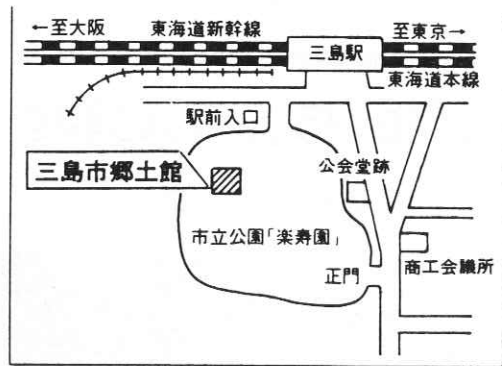 ←至大阪
東海道新幹線
三島駅
至東京→
東海道本線
駅前入口
三島市郷土館
公会堂跡
市立公園「楽寿園」
正門
商工会議所